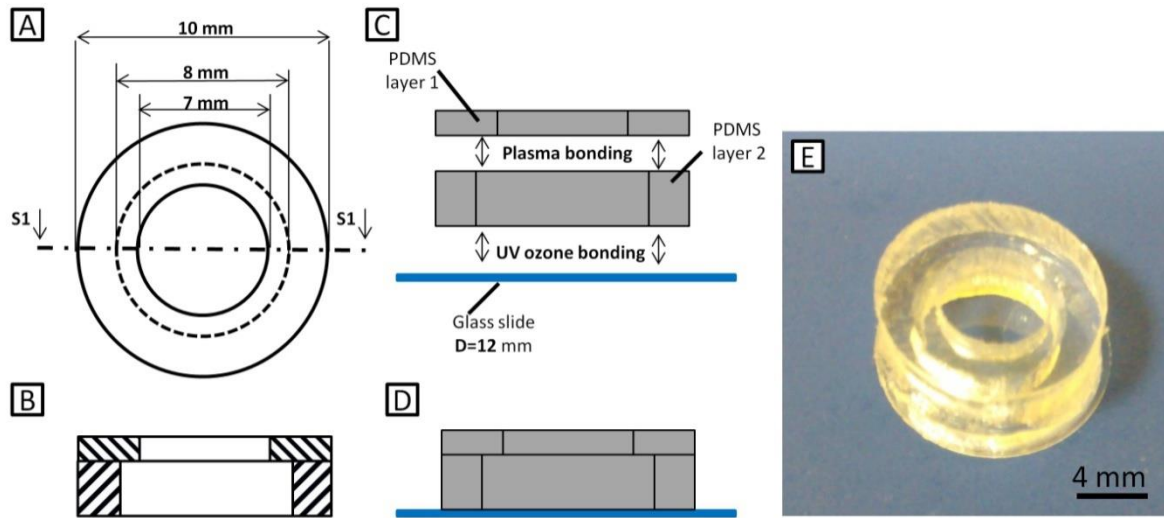 A
10 mm
8 mm
7 mm
S1
S1
B
C
PDMS
layer 1
Plasma bonding
PDMS
layer 2
UV ozone bonding
Glass slide
D=12 mm
D
E
4 mm